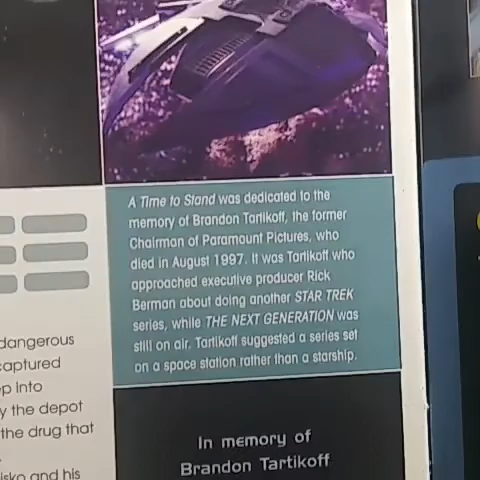 A Time to Stand was dedicated to the
memory of Brandon Tartikoff, the former
Chairman of Paramount Pictures, who
died in August 1997. It was Tartikoff who
approached executive producer Rick
Berman about doing another STAR TREK
series, while THE NEXT GENERATION was
still on air. Tartikoff suggested a series set
on a space station rather than a starship.
dangerous
captured
p into
y the depot
the drug that
isko and his
In memory of
Brandon Tartikoff